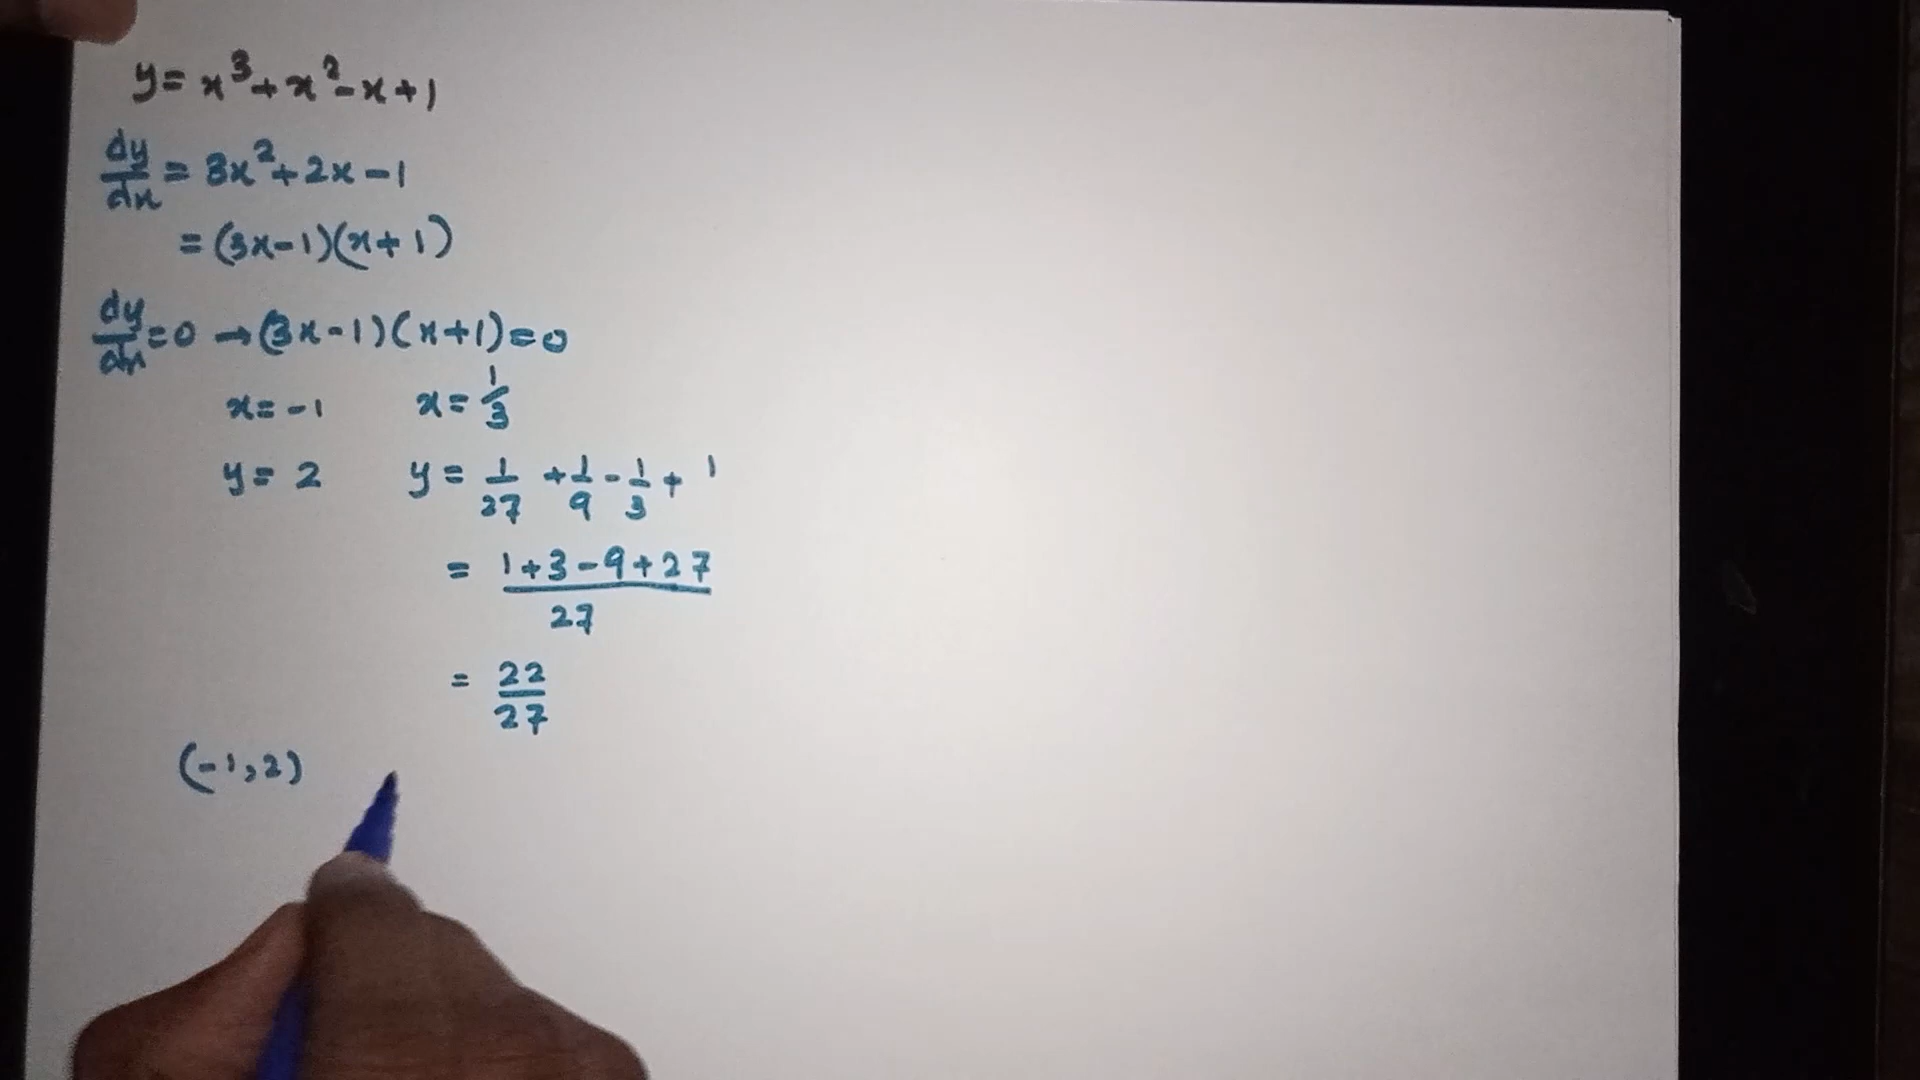 y = x³ + x² - x + 1
dy/dx = 3x² + 2x - 1
= (3x - 1)(x + 1)
dy/dx = 0 → (3x - 1)(x + 1) = 0
x = -1 x = 1/3
y = 2 y = 1/27 + 1/9 - 1/3 + 1
= (1 + 3 - 9 + 27)/27
= 22/27
(-1, 2)